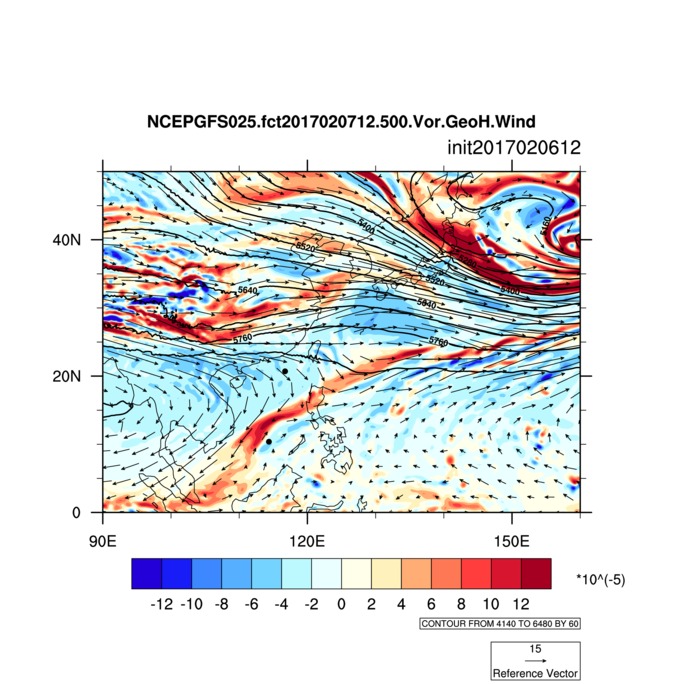 NCEPGFS025.fct2017020712.500.Vor.GeoH.Wind
init2017020612
40N
20N
0
90E 120E 150E
5400
5520
5640
5760
5520
5640
5760
5400
5160
-12 -10 -8 -6 -4 -2 0 2 4 6 8 10 12
*10^(-5)
CONTOUR FROM 4140 TO 6480 BY 60
15
Reference Vector